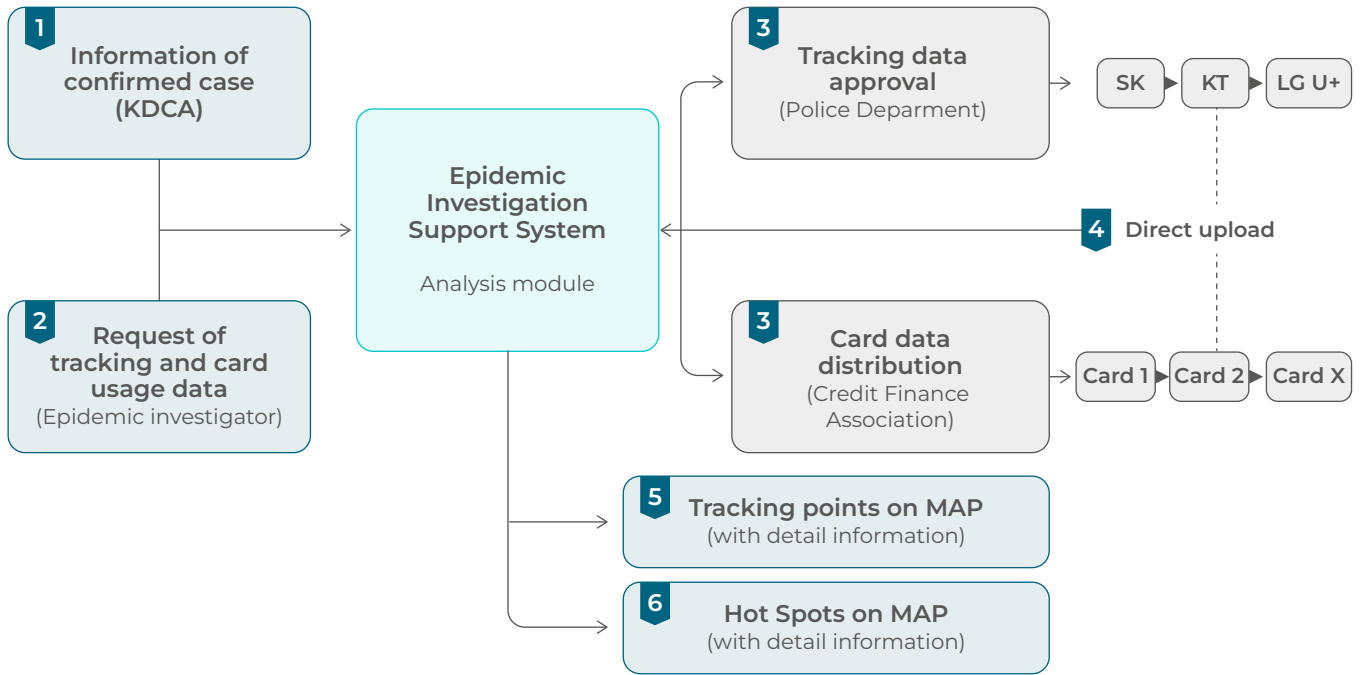 1
Information of
confirmed case
(KDCA)
2
Request of
tracking and card
usage data
(Epidemic investigator)
Epidemic
Investigation
Support System
Analysis module
3
Tracking data
approval
(Police Deparment)
SK
KT
LG U+
4
Direct upload
3
Card data
distribution
(Credit Finance
Association)
Card 1
Card 2
Card X
5
Tracking points on MAP
(with detail information)
6
Hot Spots on MAP
(with detail information)